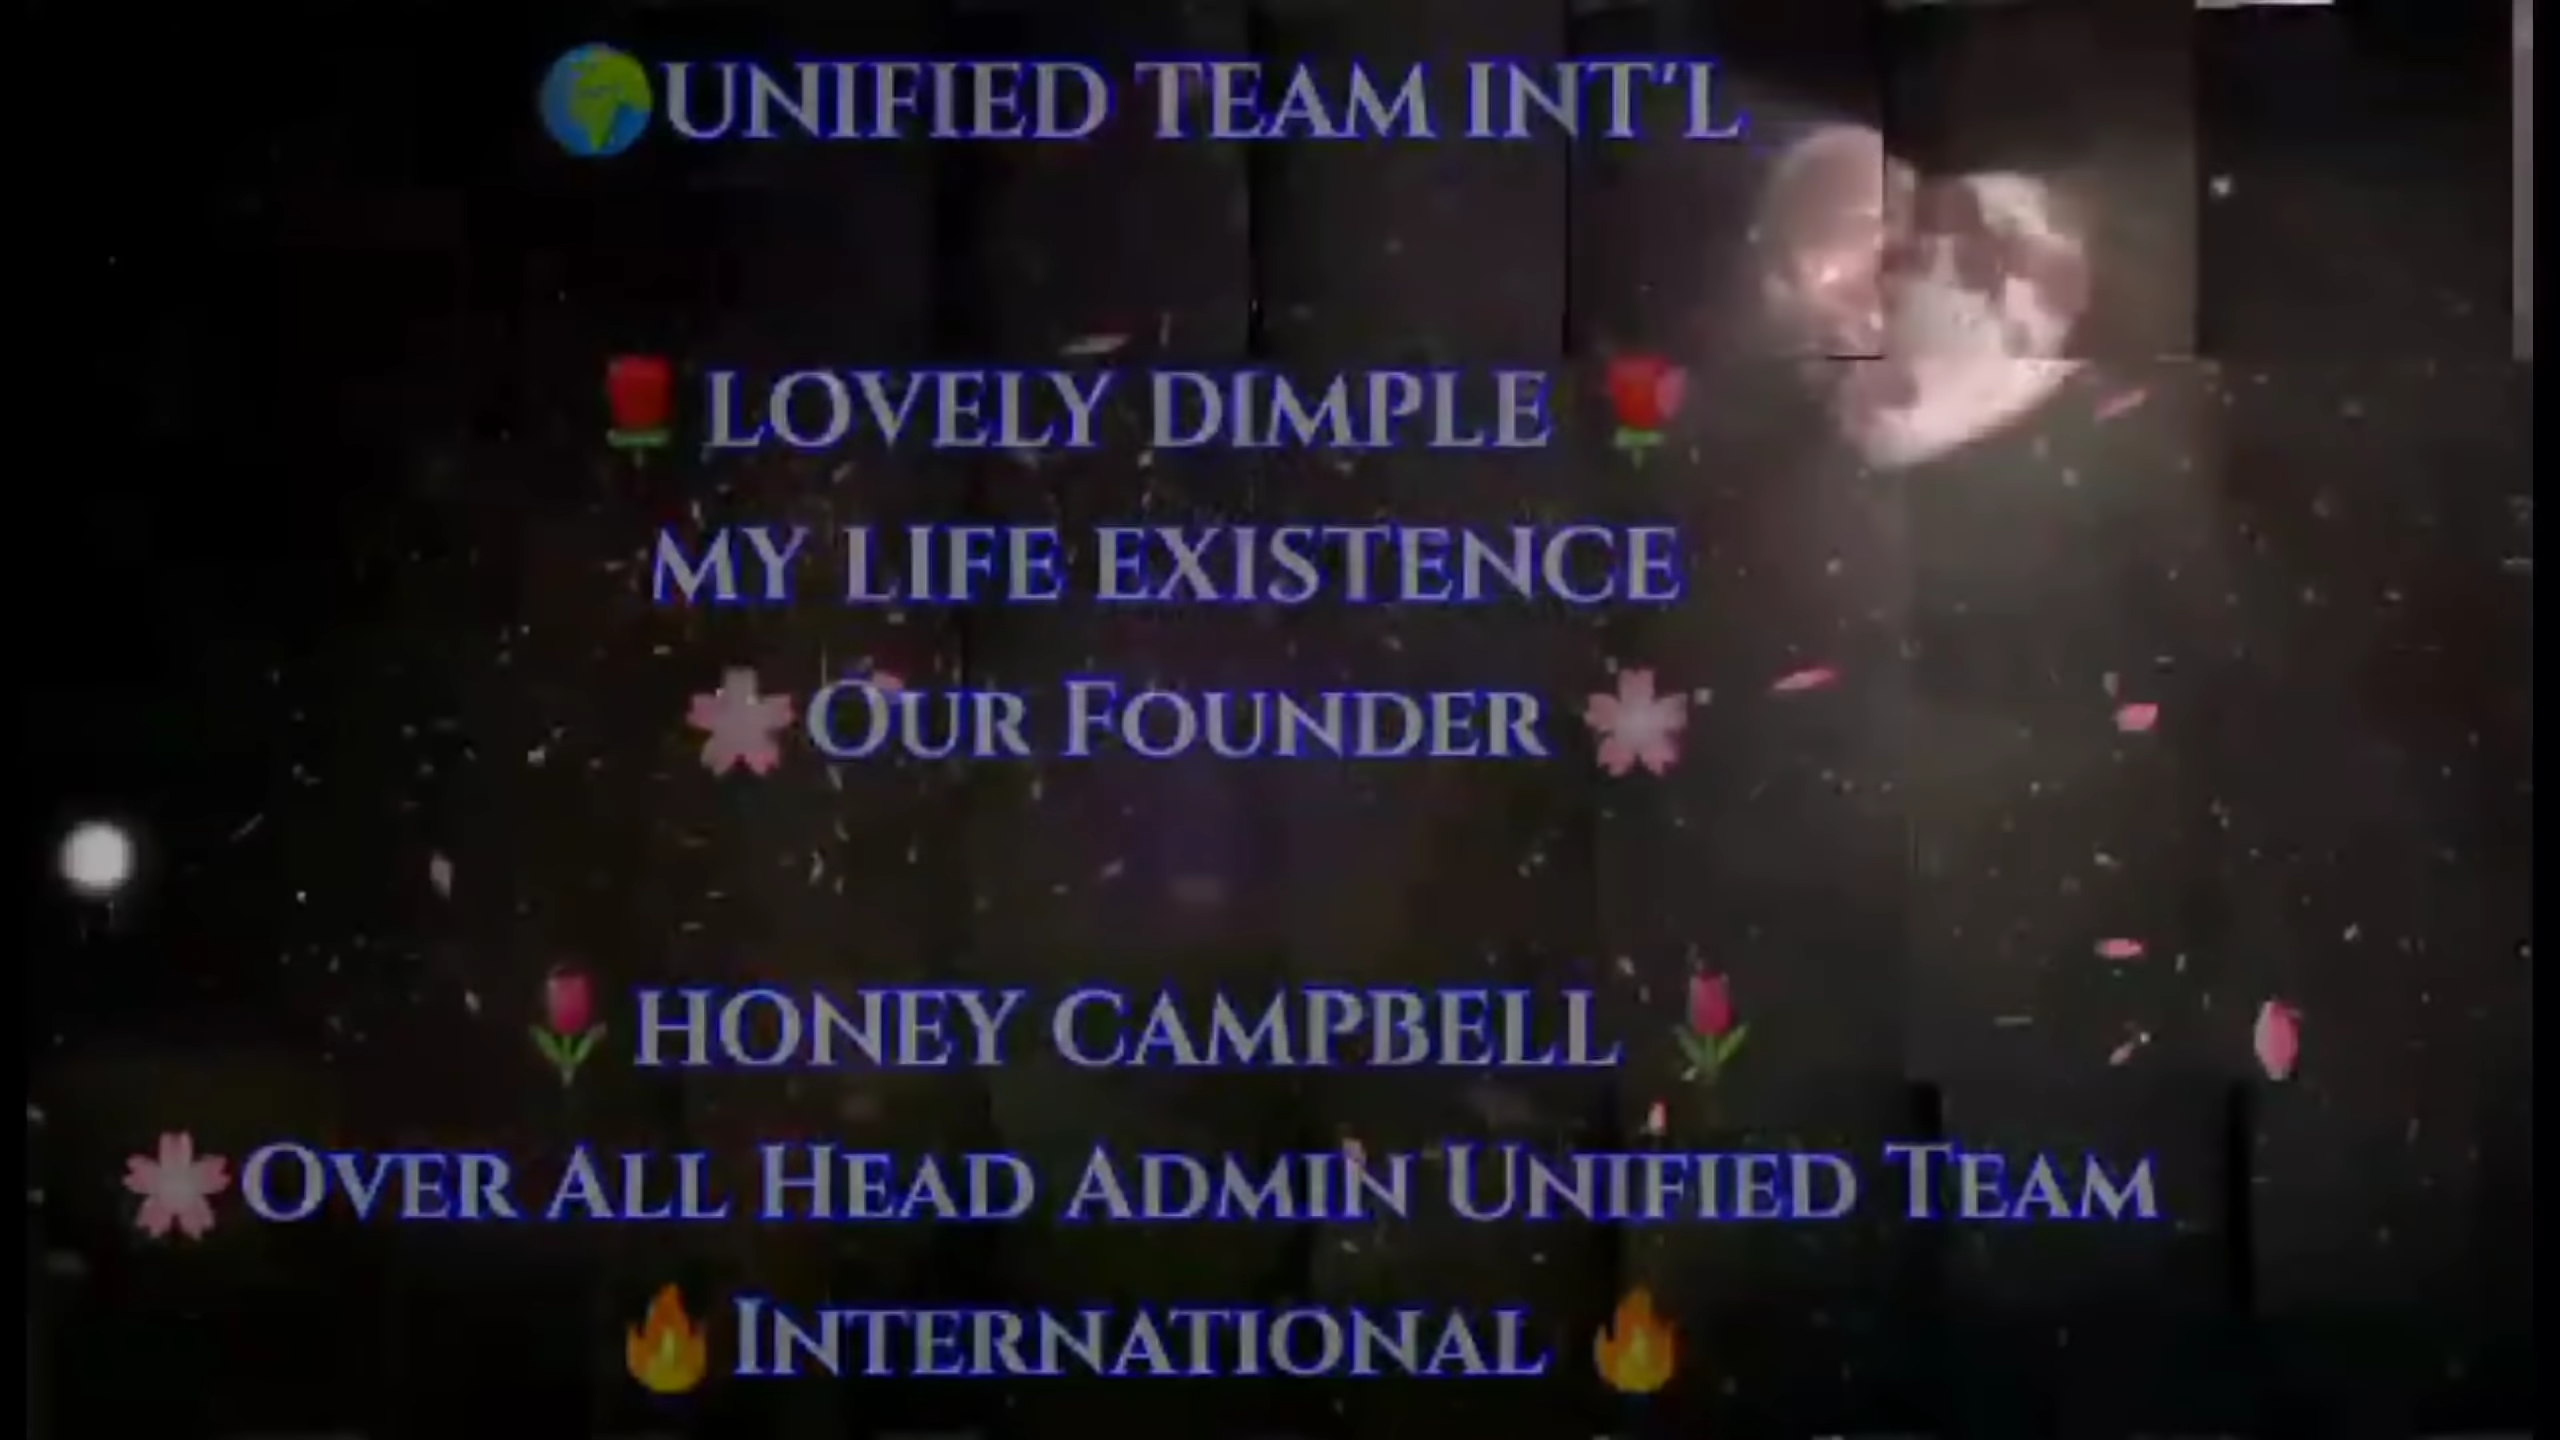 🌍UNIFIED TEAM INT'L
🌹LOVELY DIMPLE🌹
MY LIFE EXISTENCE
🌸OUR FOUNDER🌸
🌷HONEY CAMPBELL🌷
🌸OVER ALL HEAD ADMIN UNIFIED TEAM
🔥INTERNATIONAL🔥